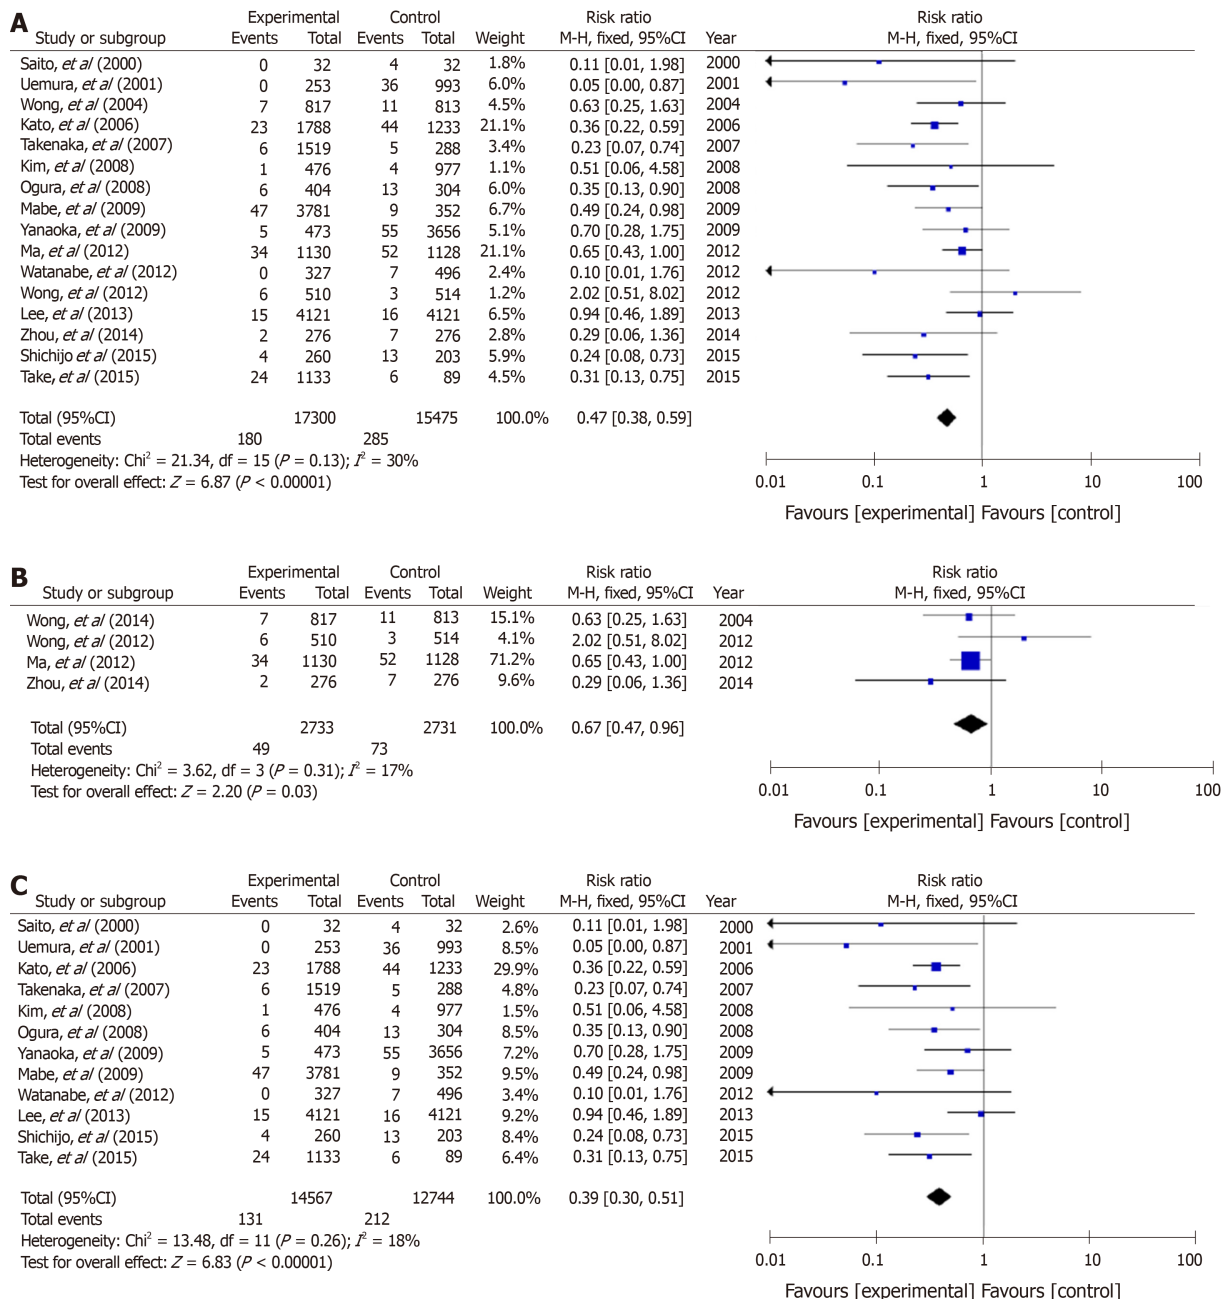 A
Experimental Control Risk ratio Risk ratio
Study or subgroup Events Total Events Total Weight M-H, fixed, 95%CI Year M-H, fixed, 95%CI
Saito, et al (2000) 0 32 4 32 1.8% 0.11 [0.01, 1.98] 2000
Uemura, et al (2001) 0 253 36 993 6.0% 0.05 [0.00, 0.87] 2001
Wong, et al (2004) 7 817 11 813 4.5% 0.63 [0.25, 1.63] 2004
Kato, et al (2006) 23 1788 44 1233 21.1% 0.36 [0.22, 0.59] 2006
Takenaka, et al (2007) 6 1519 5 288 3.4% 0.23 [0.07, 0.74] 2007
Kim, et al (2008) 1 476 4 977 1.1% 0.51 [0.06, 4.58] 2008
Ogura, et al (2008) 6 404 13 304 6.0% 0.35 [0.13, 0.90] 2008
Mabe, et al (2009) 47 3781 9 352 6.7% 0.49 [0.24, 0.98] 2009
Yanaoka, et al (2009) 5 473 55 3656 5.1% 0.70 [0.28, 1.75] 2009
Ma, et al (2012) 34 1130 52 1128 21.1% 0.65 [0.43, 1.00] 2012
Watanabe, et al (2012) 0 327 7 496 2.4% 0.10 [0.01, 1.76] 2012
Wong, et al (2012) 6 510 3 514 1.2% 2.02 [0.51, 8.02] 2012
Lee, et al (2013) 15 4121 16 4121 6.5% 0.94 [0.46, 1.89] 2013
Zhou, et al (2014) 2 276 7 276 2.8% 0.29 [0.06, 1.36] 2014
Shichijo et al (2015) 4 260 13 203 5.9% 0.24 [0.08, 0.73] 2015
Take, et al (2015) 24 1133 6 89 4.5% 0.31 [0.13, 0.75] 2015
Total (95%CI) 17300 15475 100.0% 0.47 [0.38, 0.59]
Total events 180 285
Heterogeneity: Chi² = 21.34, df = 15 (P = 0.13); I² = 30%
Test for overall effect: Z = 6.87 (P < 0.00001)
0.01 0.1 1 10 100
Favours [experimental] Favours [control]
B
Experimental Control Risk ratio Risk ratio
Study or subgroup Events Total Events Total Weight M-H, fixed, 95%CI Year M-H, fixed, 95%CI
Wong, et al (2014) 7 817 11 813 15.1% 0.63 [0.25, 1.63] 2004
Wong, et al (2012) 6 510 3 514 4.1% 2.02 [0.51, 8.02] 2012
Ma, et al (2012) 34 1130 52 1128 71.2% 0.65 [0.43, 1.00] 2012
Zhou, et al (2014) 2 276 7 276 9.6% 0.29 [0.06, 1.36] 2014
Total (95%CI) 2733 2731 100.0% 0.67 [0.47, 0.96]
Total events 49 73
Heterogeneity: Chi² = 3.62, df = 3 (P = 0.31); I² = 17%
Test for overall effect: Z = 2.20 (P = 0.03)
0.01 0.1 1 10 100
Favours [experimental] Favours [control]
C
Experimental Control Risk ratio Risk ratio
Study or subgroup Events Total Events Total Weight M-H, fixed, 95%CI Year M-H, fixed, 95%CI
Saito, et al (2000) 0 32 4 32 2.6% 0.11 [0.01, 1.98] 2000
Uemura, et al (2001) 0 253 36 993 8.5% 0.05 [0.00, 0.87] 2001
Kato, et al (2006) 23 1788 44 1233 29.9% 0.36 [0.22, 0.59] 2006
Takenaka, et al (2007) 6 1519 5 288 4.8% 0.23 [0.07, 0.74] 2007
Kim, et al (2008) 1 476 4 977 1.5% 0.51 [0.06, 4.58] 2008
Ogura, et al (2008) 6 404 13 304 8.5% 0.35 [0.13, 0.90] 2008
Yanaoka, et al (2009) 5 473 55 3656 7.2% 0.70 [0.28, 1.75] 2009
Mabe, et al (2009) 47 3781 9 352 9.5% 0.49 [0.24, 0.98] 2009
Watanabe, et al (2012) 0 327 7 496 3.4% 0.10 [0.01, 1.76] 2012
Lee, et al (2013) 15 4121 16 4121 9.2% 0.94 [0.46, 1.89] 2013
Shichijo, et al (2015) 4 260 13 203 8.4% 0.24 [0.08, 0.73] 2015
Take, et al (2015) 24 1133 6 89 6.4% 0.31 [0.13, 0.75] 2015
Total (95%CI) 14567 12744 100.0% 0.39 [0.30, 0.51]
Total events 131 212
Heterogeneity: Chi² = 13.48, df = 11 (P = 0.26); I² = 18%
Test for overall effect: Z = 6.83 (P < 0.00001)
0.01 0.1 1 10 100
Favours [experimental] Favours [control]